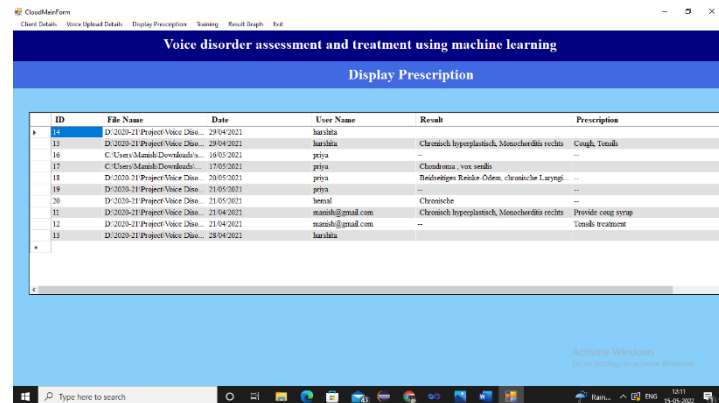 CloudMainForm
Client Details Voice Upload Details Display Prescription Training Result Graph Exit
Voice disorder assessment and treatment using machine learning
Display Prescription
ID File Name Date User Name Result Prescription
14 D:\2020-21\Project\Voice Diso... 29/04/2021 harshita
15 D:\2020-21\Project\Voice Diso... 29/04/2021 harshita Chronisch hyperplastisch, Monochorditis rechts Cough, Tonsils
16 C:\Users\Manish\Downloads\s... 16/05/2021 priya -- --
17 C:\Users\Manish\Downloads\... 17/05/2021 priya Chondroma , vox senilis
18 D:\2020-21\Project\Voice Diso... 20/05/2021 priya Beidseitiges Reinke-Ödem, chronische Laryngi... --
19 D:\2020-21\Project\Voice Diso... 21/05/2021 priya -- --
20 D:\2020-21\Project\Voice Diso... 21/05/2021 hemal Chronische --
11 D:\2020-21\Project\Voice Diso... 21/04/2021 manish@gmail.com Chronisch hyperplastisch, Monochorditis rechts Provide coug syrup
12 D:\2020-21\Project\Voice Diso... 21/04/2021 manish@gmail.com -- Tonsils treatment
13 D:\2020-21\Project\Voice Diso... 28/04/2021 harshita
Activate Windows
Go to Settings to activate Windows.
Type here to search Rain... ENG 12:11
15-05-2022